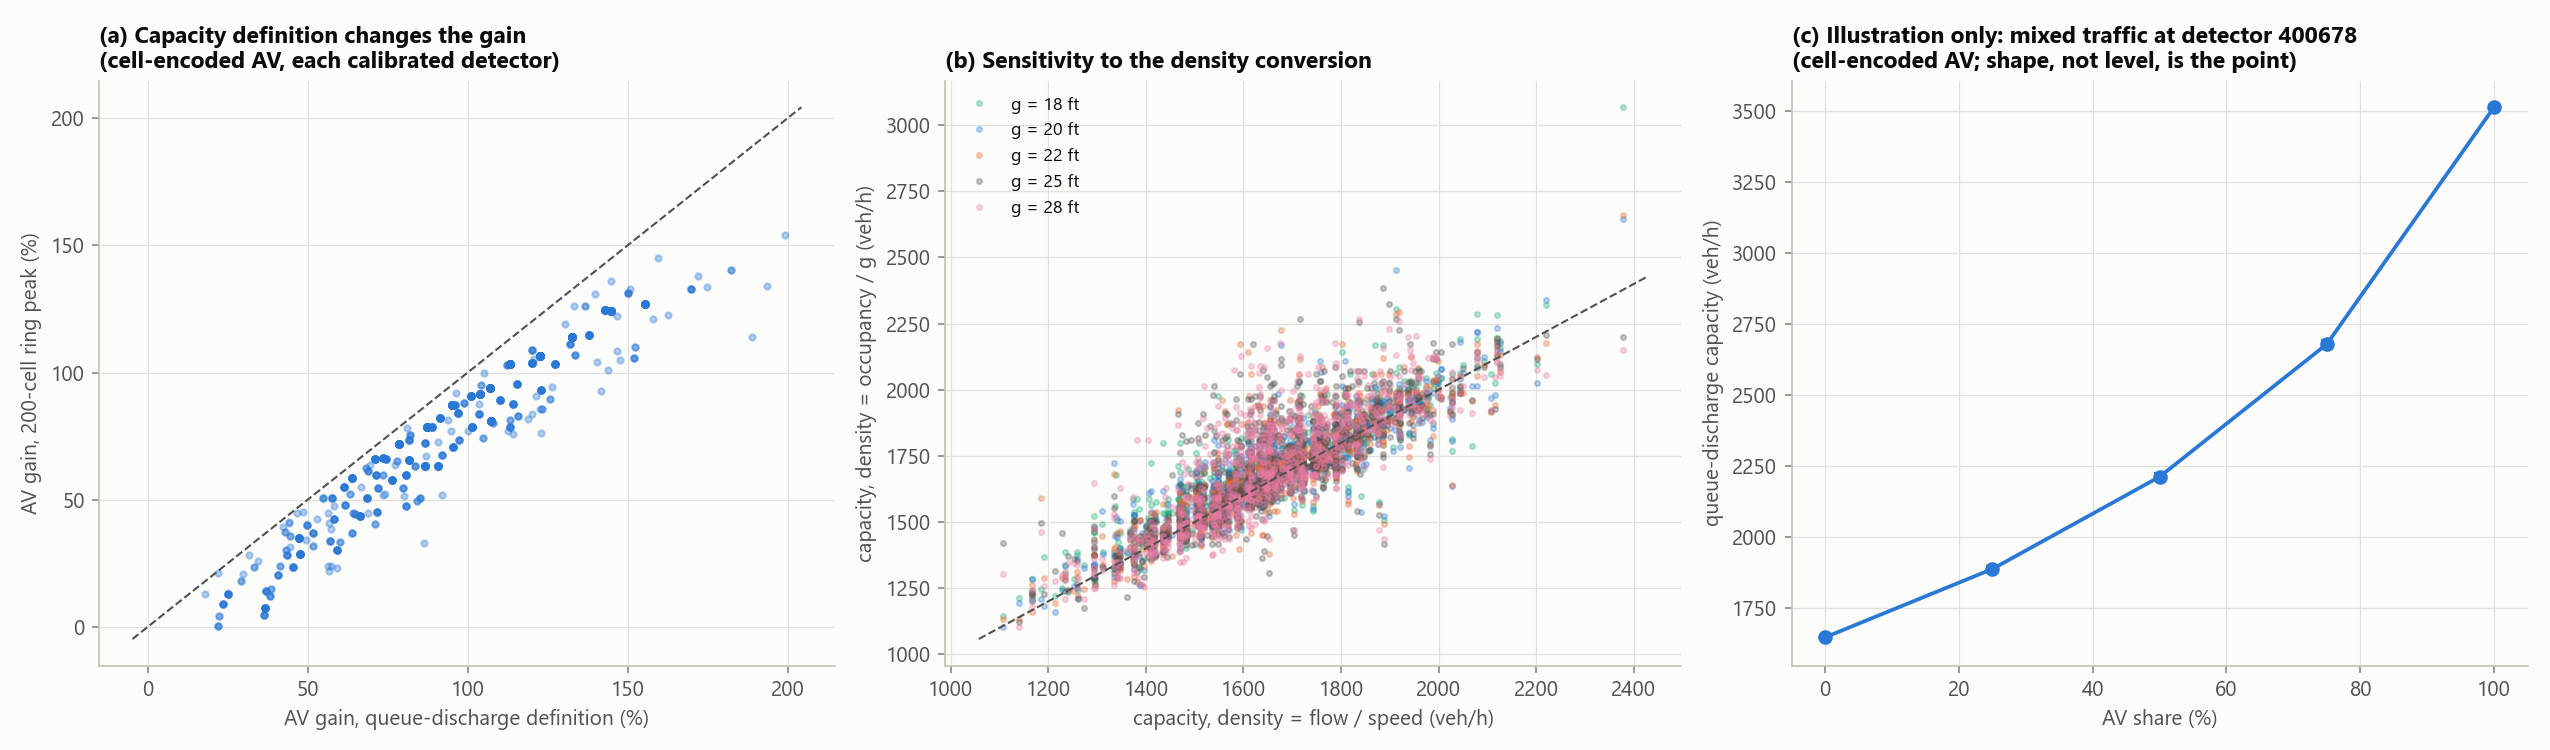 (a) Capacity definition changes the gain
(cell-encoded AV, each calibrated detector)
200
150
100
50
0
AV gain, 200-cell ring peak (%)
0
50
100
150
200
AV gain, queue-discharge definition (%)
(b) Sensitivity to the density conversion
g = 18 ft
g = 20 ft
g = 22 ft
g = 25 ft
g = 28 ft
3000
2750
2500
2250
2000
1750
1500
1250
1000
capacity, density = occupancy / g (veh/h)
1000
1200
1400
1600
1800
2000
2200
2400
capacity, density = flow / speed (veh/h)
(c) Illustration only: mixed traffic at detector 400678
(cell-encoded AV; shape, not level, is the point)
3500
3250
3000
2750
2500
2250
2000
1750
queue-discharge capacity (veh/h)
0
20
40
60
80
100
AV share (%)